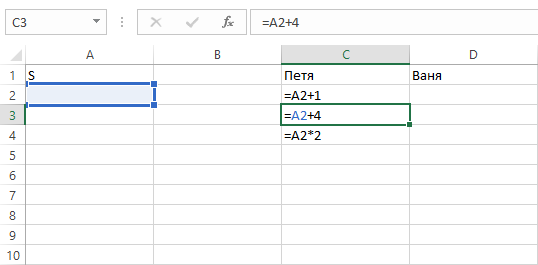 C3 fx =A2+4
A B C D
1 S Петя Ваня
2 =A2+1
3 =A2+4
4 =A2*2
5
6
7
8
9
10